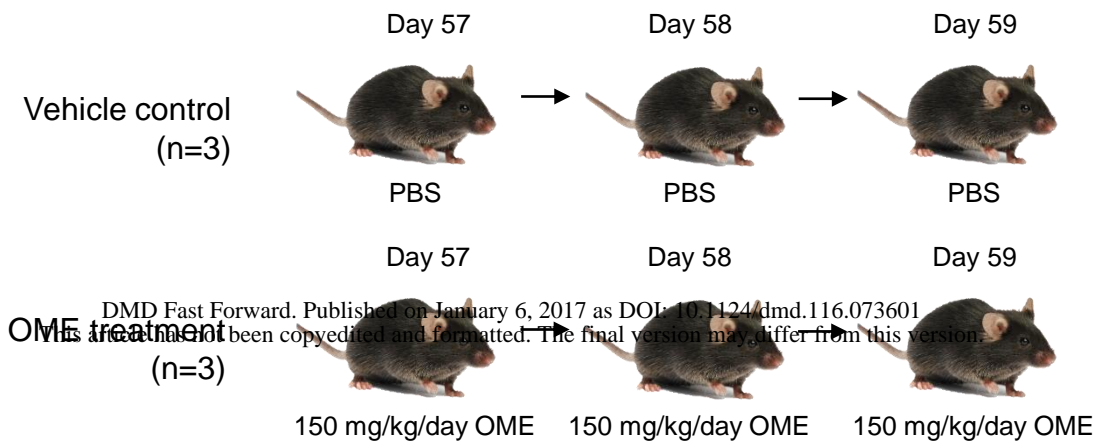 Day 57 Day 58 Day 59
Vehicle control
(n=3)
PBS PBS PBS
Day 57 Day 58 Day 59
DMD Fast Forward. Published on January 6, 2017 as DOI: 10.1124/dmd.116.073601
OME treatment
This article has not been copyedited and formatted. The final version may differ from this version.
(n=3)
150 mg/kg/day OME 150 mg/kg/day OME 150 mg/kg/day OME